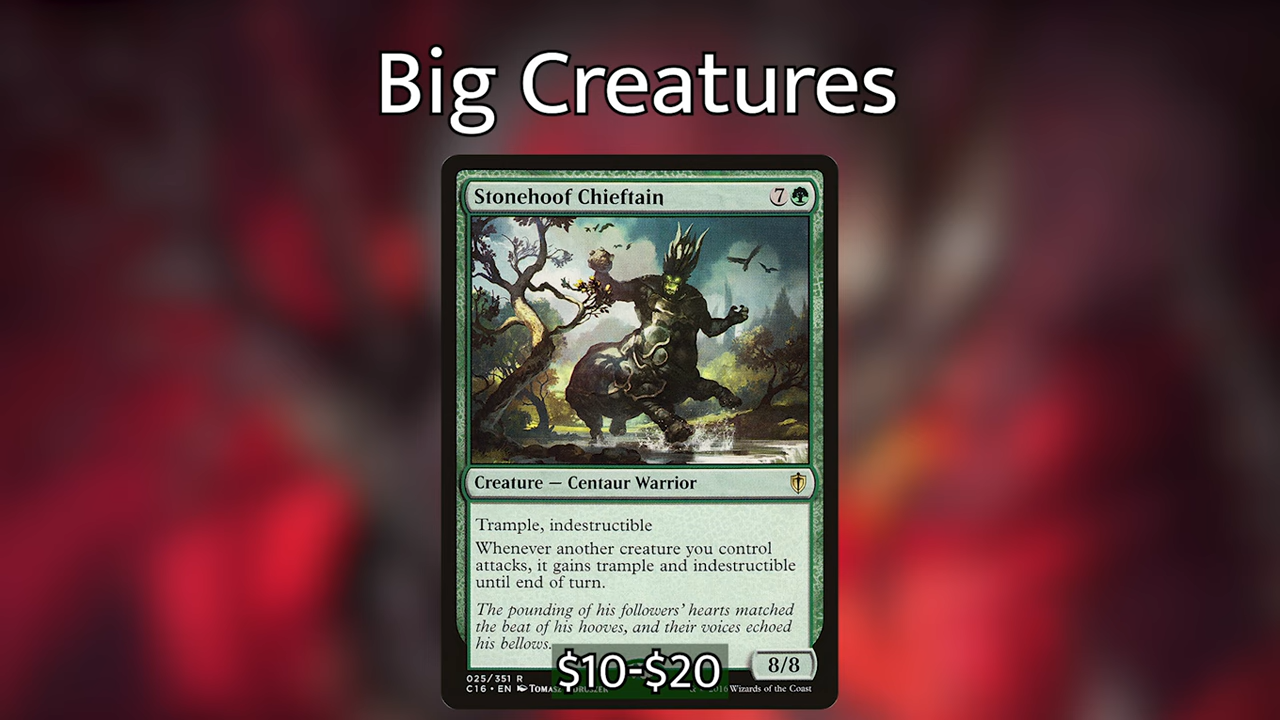 Big Creatures
Stonehoof Chieftain 7
Creature — Centaur Warrior
Trample, indestructible
Whenever another creature you control
attacks, it gains trample and indestructible
until end of turn.
The pounding of his followers' hearts matched
the beat of his hooves, and their voices echoed
his bellows.
$10-$20
8/8
025/351 R
C16 • EN
2016 Wizards of the Coast